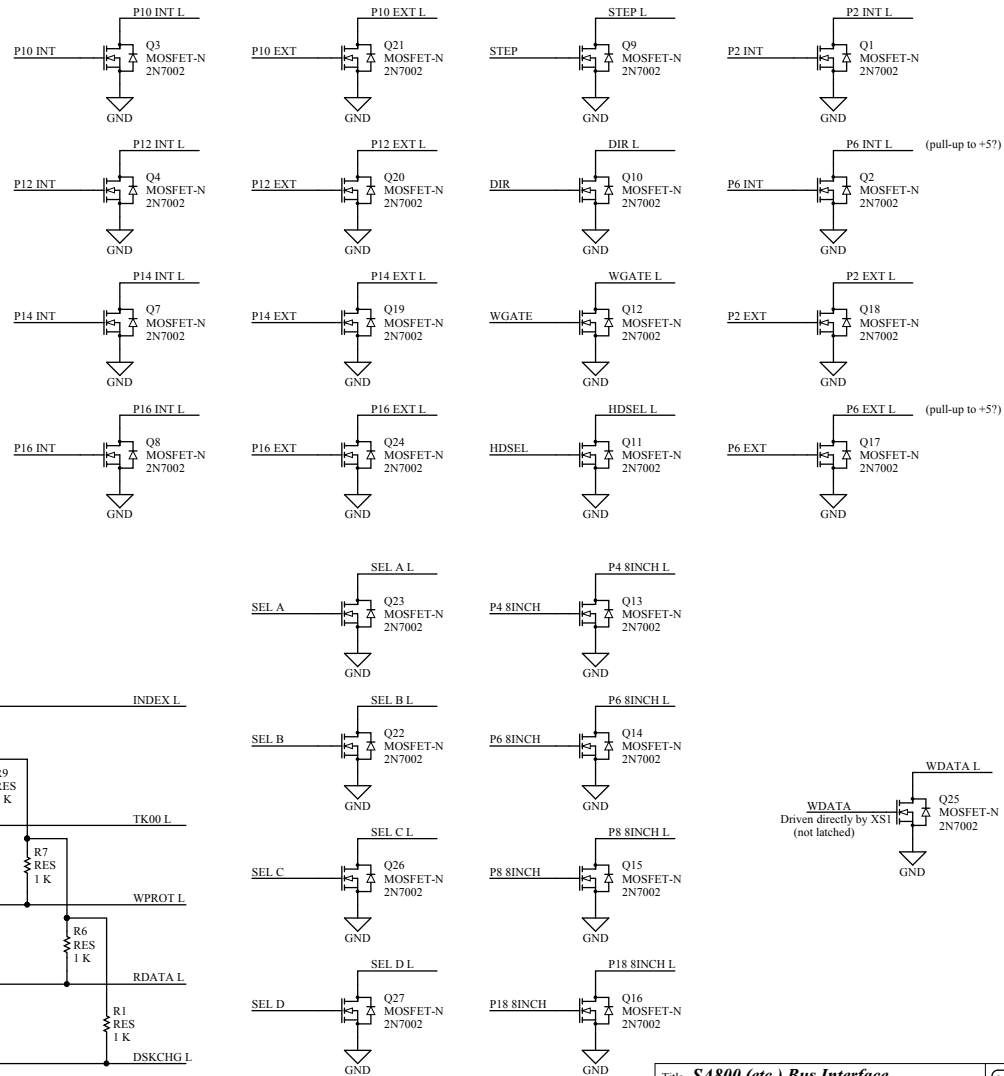 P10 INT L
P10 INT
Q3
MOSFET-N
2N7002
GND
P10 EXT L
P10 EXT
Q21
MOSFET-N
2N7002
GND
STEP L
STEP
Q9
MOSFET-N
2N7002
GND
P2 INT L
P2 INT
Q1
MOSFET-N
2N7002
GND
P12 INT L
P12 INT
Q4
MOSFET-N
2N7002
GND
P12 EXT L
P12 EXT
Q20
MOSFET-N
2N7002
GND
DIR L
DIR
Q10
MOSFET-N
2N7002
GND
P6 INT L
(pull-up to +5?)
P6 INT
Q2
MOSFET-N
2N7002
GND
P14 INT L
P14 INT
Q7
MOSFET-N
2N7002
GND
P14 EXT L
P14 EXT
Q19
MOSFET-N
2N7002
GND
WGATE L
WGATE
Q12
MOSFET-N
2N7002
GND
P2 EXT L
P2 EXT
Q18
MOSFET-N
2N7002
GND
P16 INT L
P16 INT
Q8
MOSFET-N
2N7002
GND
P16 EXT L
P16 EXT
Q24
MOSFET-N
2N7002
GND
HDSEL L
HDSEL
Q11
MOSFET-N
2N7002
GND
P6 EXT L
(pull-up to +5?)
P6 EXT
Q17
MOSFET-N
2N7002
GND
SEL A L
SEL A
Q23
MOSFET-N
2N7002
GND
P4 8INCH L
P4 8INCH
Q13
MOSFET-N
2N7002
GND
INDEX L
SEL B L
SEL B
Q22
MOSFET-N
2N7002
GND
P6 8INCH L
P6 8INCH
Q14
MOSFET-N
2N7002
GND
WDATA L
WDATA
Driven directly by XS1
(not latched)
Q25
MOSFET-N
2N7002
GND
K
TK00 L
R7
RES
1 K
WPROT L
SEL C L
SEL C
Q26
MOSFET-N
2N7002
GND
P8 8INCH L
P8 8INCH
Q15
MOSFET-N
2N7002
GND
R6
RES
1 K
RDATA L
R1
RES
1 K
DSKCHG L
SEL D L
SEL D
Q27
MOSFET-N
2N7002
GND
P18 8INCH L
P18 8INCH
Q16
MOSFET-N
2N7002
GND
Title SA800 (etc.) Bus Interface